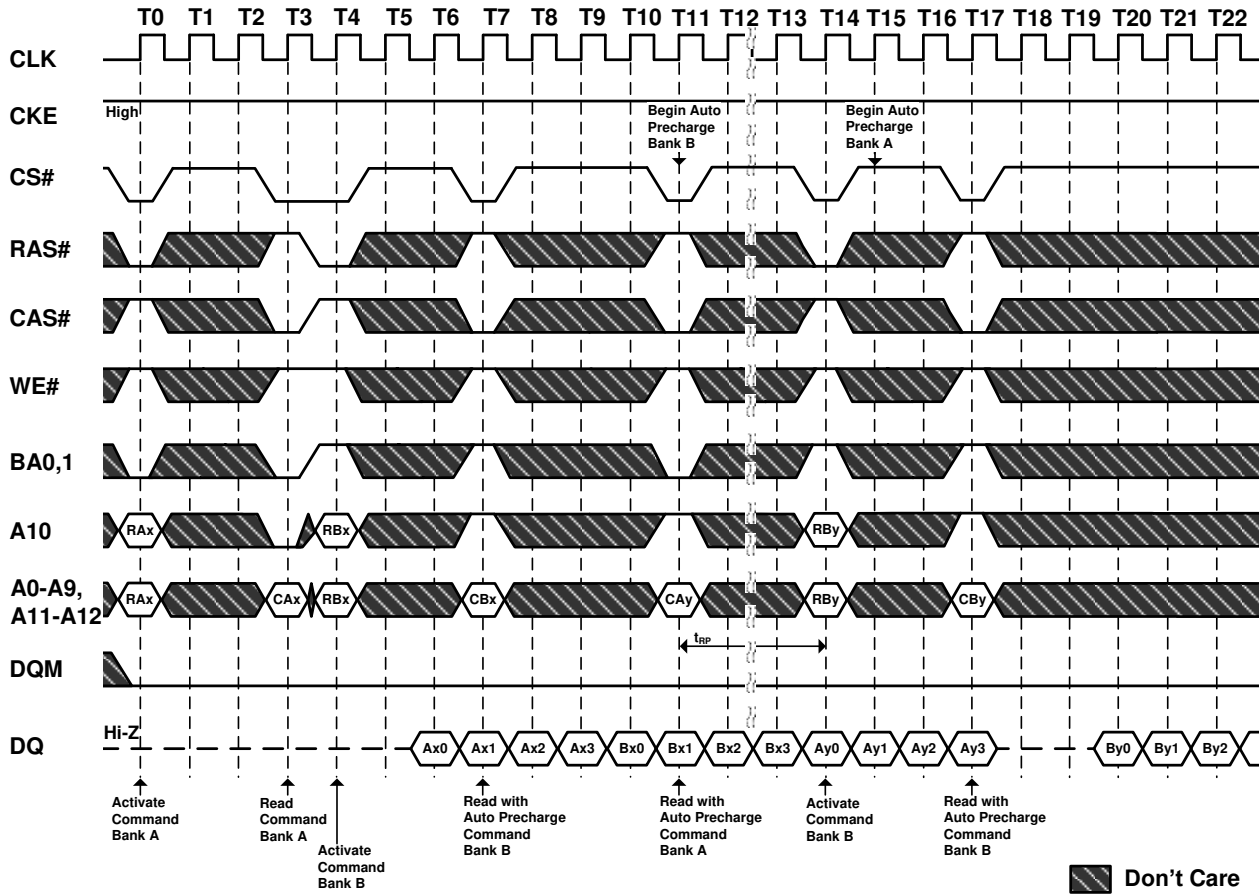 T0 T1 T2 T3 T4 T5 T6 T7 T8 T9 T10 T11 T12 T13 T14 T15 T16 T17 T18 T19 T20 T21 T22
CLK
CKE
High
Begin Auto
Precharge
Bank B
Begin Auto
Precharge
Bank A
CS#
RAS#
CAS#
WE#
BA0,1
A10
RAx RBx RBy
A0-A9,
A11-A12
RAx CAx RBx CBx CAy RBy CBy
tRP
DQM
DQ
Hi-Z
Ax0 Ax1 Ax2 Ax3 Bx0 Bx1 Bx2 Bx3 Ay0 Ay1 Ay2 Ay3 By0 By1 By2
Activate
Command
Bank A
Read
Command
Bank A
Activate
Command
Bank B
Read with
Auto Precharge
Command
Bank B
Read with
Auto Precharge
Command
Bank A
Activate
Command
Bank B
Read with
Auto Precharge
Command
Bank B
Don't Care